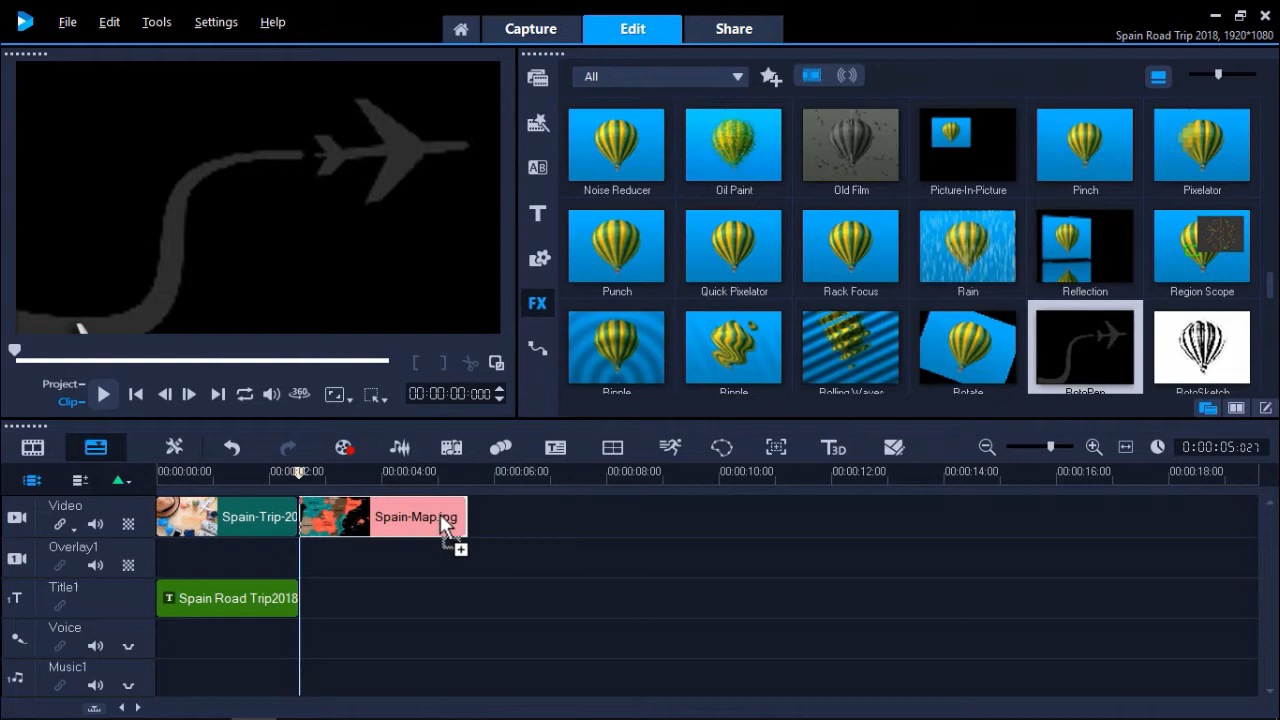 File Edit Tools Settings Help
Capture Edit Share
Spain Road Trip 2018, 1920*1080
All
Noise Reducer Oil Paint Old Film Picture-In-Picture Pinch Pixelator
Punch Quick Pixelator Rack Focus Rain Reflection Region Scope
Ripple Ripple Rolling Waves Rotate RotoPan RotoSketch
FX
Project-
Clip-
360
00:00:00:000
T3D
0:00:05:027
00:00:00:00 00:00:02:00 00:00:04:00 00:00:06:00 00:00:08:00 00:00:10:00 00:00:12:00 00:00:14:00 00:00:16:00 00:00:18:00
Video
Spain-Trip-20 Spain-Map.jpg
Overlay1
Title1
T Spain Road Trip2018
Voice
Music1